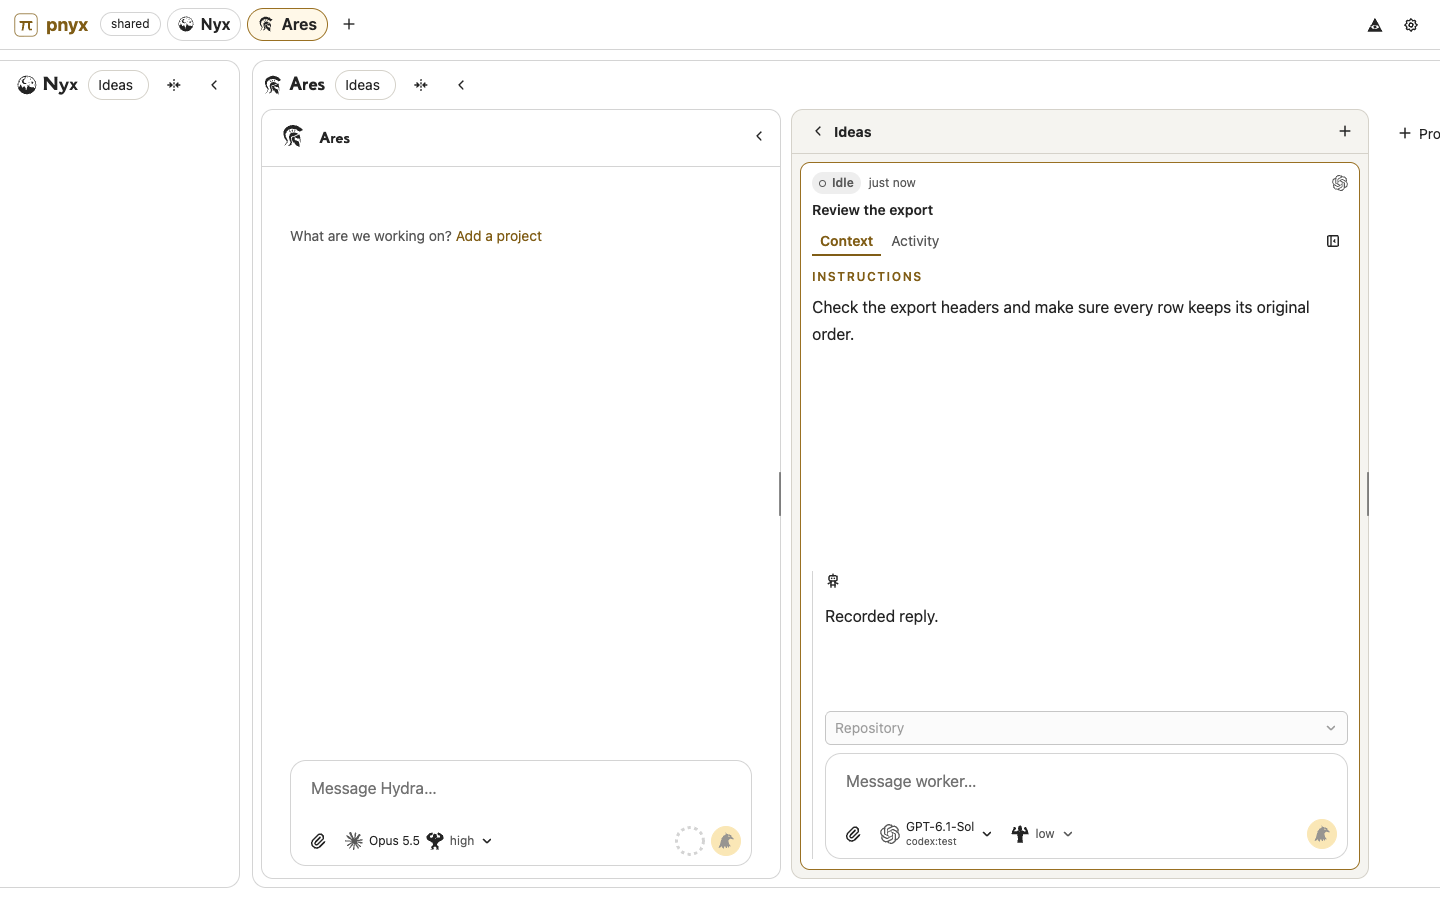 pnyx
shared
Nyx
Ares
Nyx
Ideas
Ares
Ideas
Ares
What are we working on? Add a project
Message Hydra...
Opus 5.5
high
Ideas
Idle
just now
Review the export
Context
Activity
INSTRUCTIONS
Check the export headers and make sure every row keeps its original
order.
Recorded reply.
Repository
Message worker...
GPT-6.1-Sol
codex:test
low
Pro